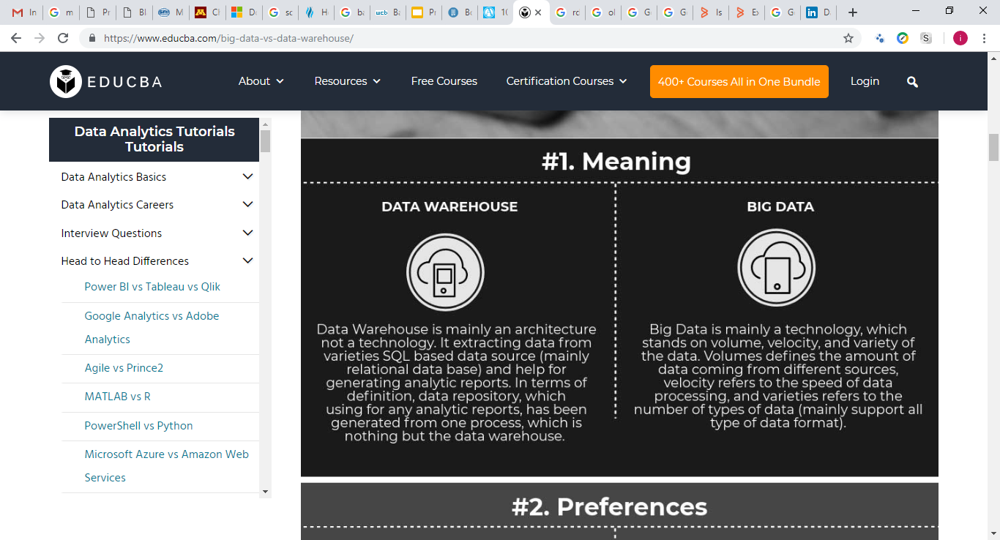 In
m
Pr
Bl
M
Cl
D
sc
H
ba
web
Ba
Pr
Be
10
G
ol
G
G
Is
Ex
G
D
https://www.educba.com/big-data-vs-data-warehouse/
S
i
EDUCBA
About
Resources
Free Courses
Certification Courses
400+ Courses All in One Bundle
Login
Data Analytics Tutorials
Tutorials
Data Analytics Basics
Data Analytics Careers
Interview Questions
Head to Head Differences
Power BI vs Tableau vs Qlik
Google Analytics vs Adobe
Analytics
Agile vs Prince2
MATLAB vs R
PowerShell vs Python
Microsoft Azure vs Amazon Web
Services
#1. Meaning
DATA WAREHOUSE
Data Warehouse is mainly an architecture
not a technology. It extracting data from
varieties SQL based data source (mainly
relational data base) and help for
generating analytic reports. In terms of
definition, data repository, which
using for any analytic reports, has been
generated from one process, which is
nothing but the data warehouse.
BIG DATA
Big Data is mainly a technology, which
stands on volume, velocity, and variety of
the data. Volumes defines the amount of
data coming from different sources,
velocity refers to the speed of data
processing, and varieties refers to the
number of types of data (mainly support all
type of data format).
#2. Preferences